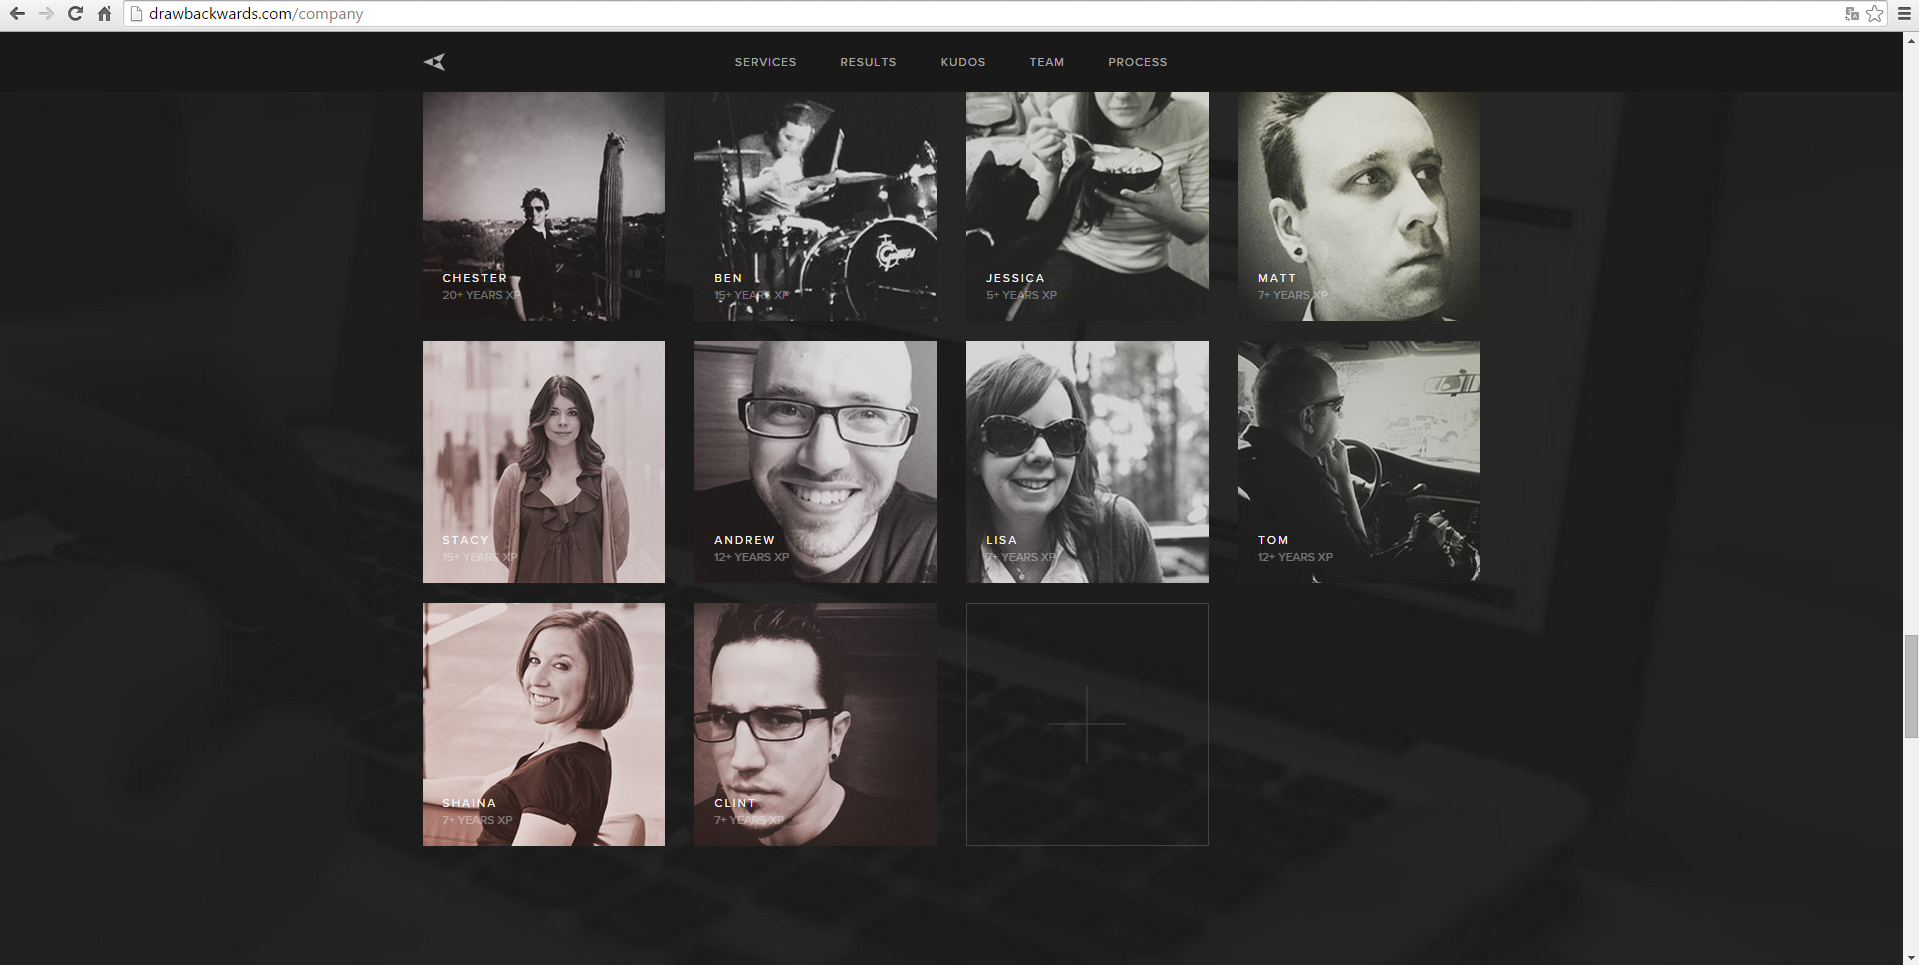 drawbackwards.com/company
SERVICES RESULTS KUDOS TEAM PROCESS
CHESTER
20+ YEARS XP
BEN
15+ YEARS XP
JESSICA
5+ YEARS XP
MATT
7+ YEARS XP
STACY
15+ YEARS XP
ANDREW
12+ YEARS XP
LISA
7+ YEARS XP
TOM
12+ YEARS XP
SHAINA
7+ YEARS XP
CLINT
7+ YEARS XP